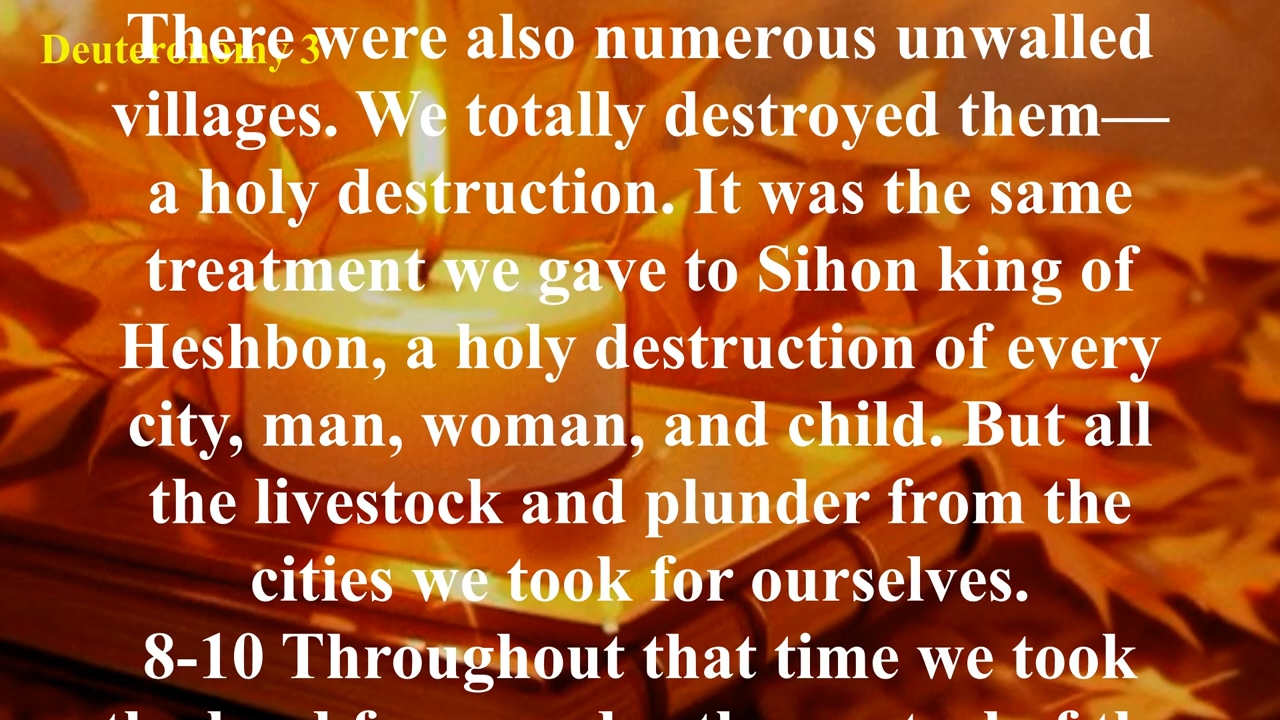 Deuteronomy 3
There were also numerous unwalled
villages. We totally destroyed them—
a holy destruction. It was the same
treatment we gave to Sihon king of
Heshbon, a holy destruction of every
city, man, woman, and child. But all
the livestock and plunder from the
cities we took for ourselves.
8-10 Throughout that time we took